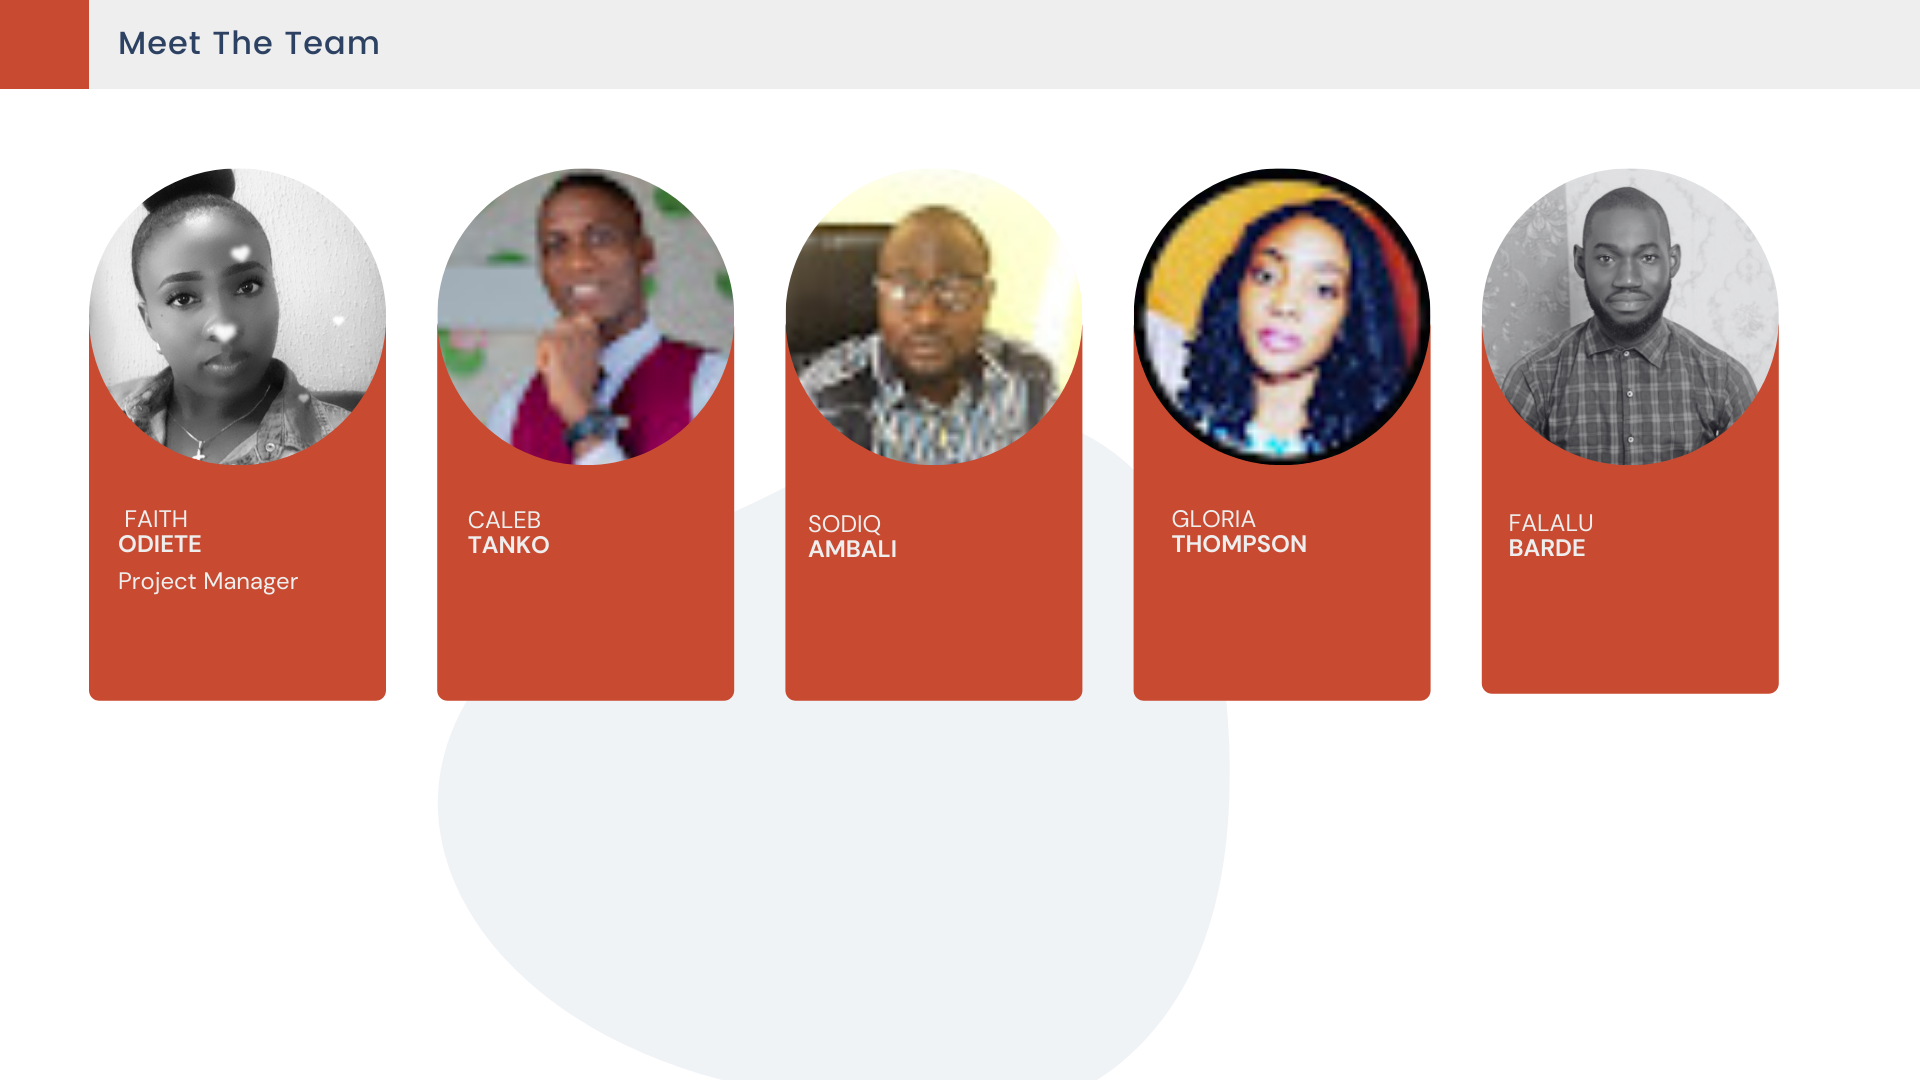 Meet The Team
FAITH
ODIETE
Project Manager
CALEB
TANKO
SODIQ
AMBALI
GLORIA
THOMPSON
FALALU
BARDE